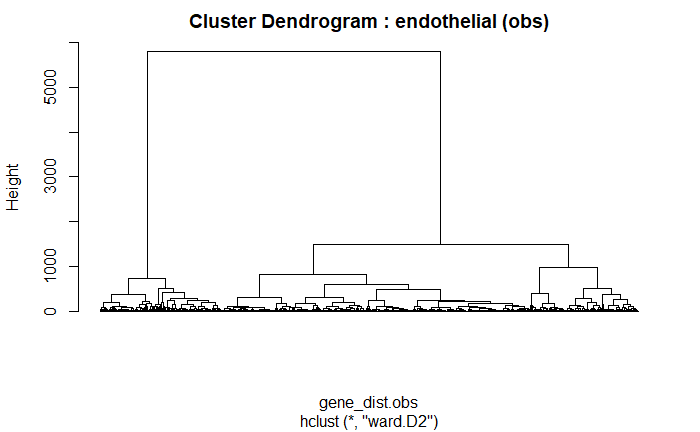 Cluster Dendrogram : endothelial (obs)
Height
5000
3000
1000
0
gene_dist.obs
hclust (*, "ward.D2")